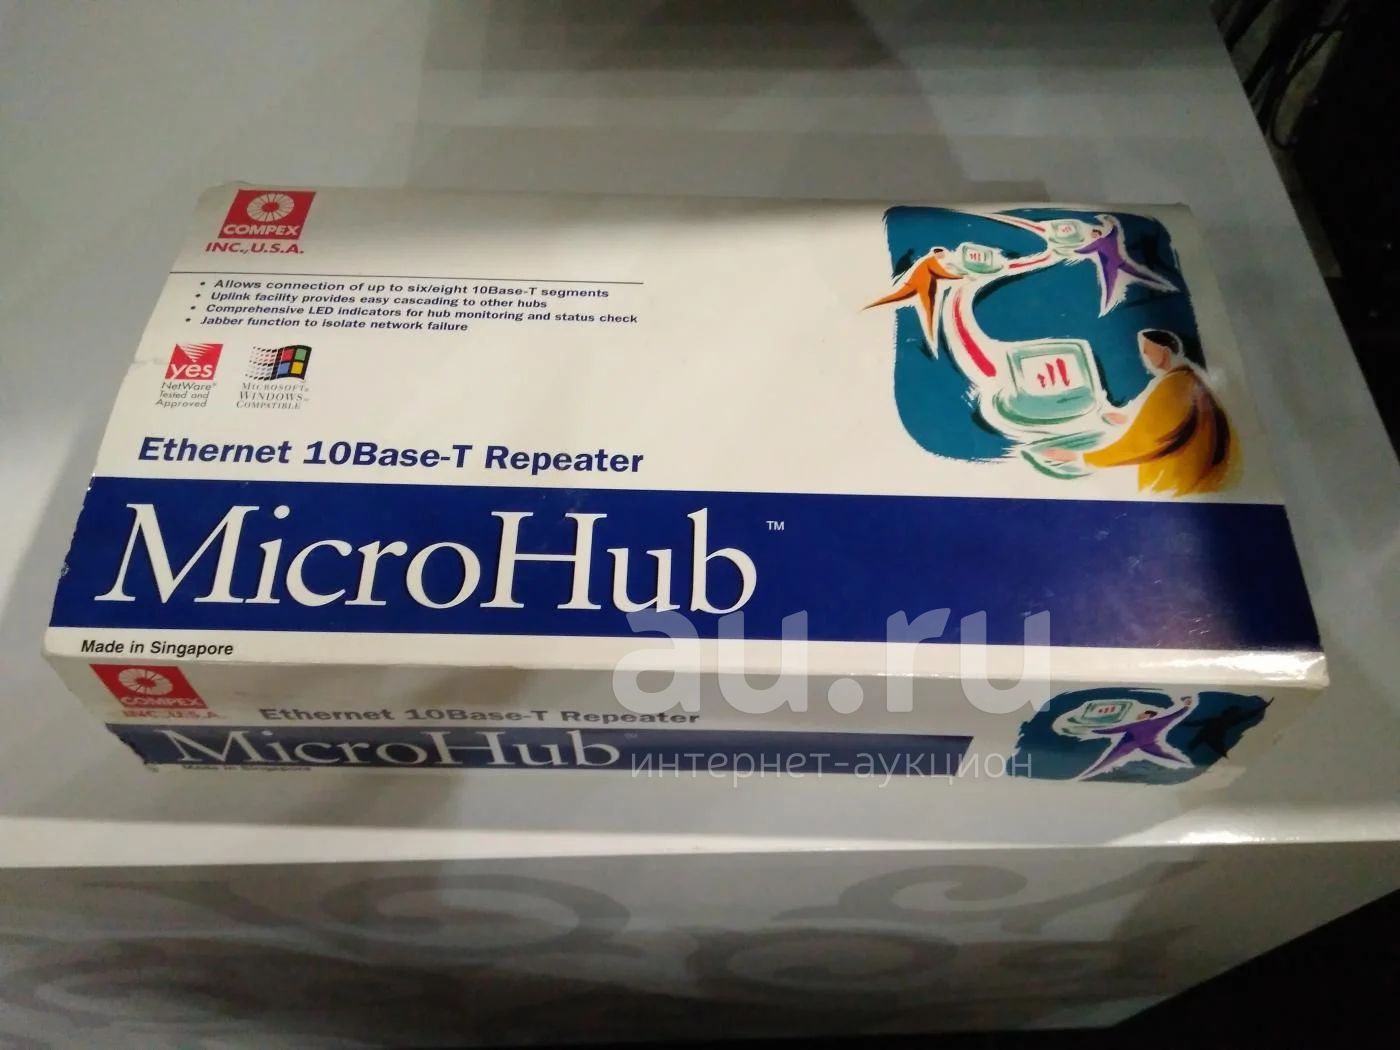 COMPEX
INC., U.S.A.
• Allows connection of up to six/eight 10Base-T segments
• Uplink facility provides easy cascading to other hubs
• Comprehensive LED indicators for hub monitoring and status check
• Jabber function to isolate network failure
yes
NetWare®
Tested and
Approved
MICROSOFT®
WINDOWS™
COMPATIBLE
Ethernet 10Base-T Repeater
MicroHub™
Made in Singapore
COMPEX
INC., U.S.A.
Ethernet 10Base-T Repeater
MicroHub™
Made in Singapore
au.ru
интернет-аукцион